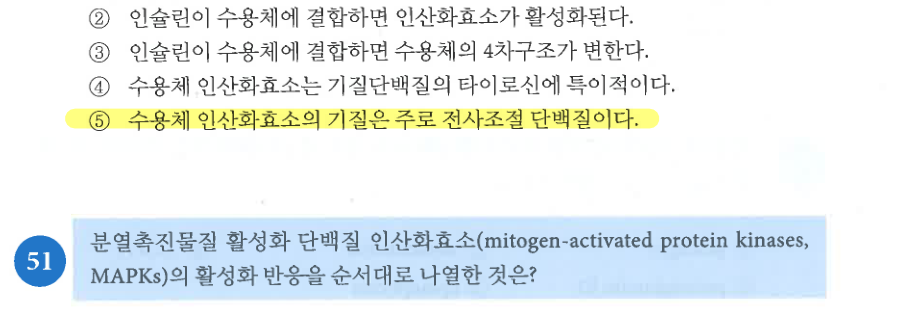 ② 인슐린이 수용체에 결합하면 인산화효소가 활성화된다.
③ 인슐린이 수용체에 결합하면 수용체의 4차구조가 변한다.
④ 수용체 인산화효소는 기질단백질의 타이로신에 특이적이다.
⑤ 수용체 인산화효소의 기질은 주로 전사조절 단백질이다.
51 분열촉진물질 활성화 단백질 인산화효소(mitogen-activated protein kinases,
MAPKs)의 활성화 반응을 순서대로 나열한 것은?